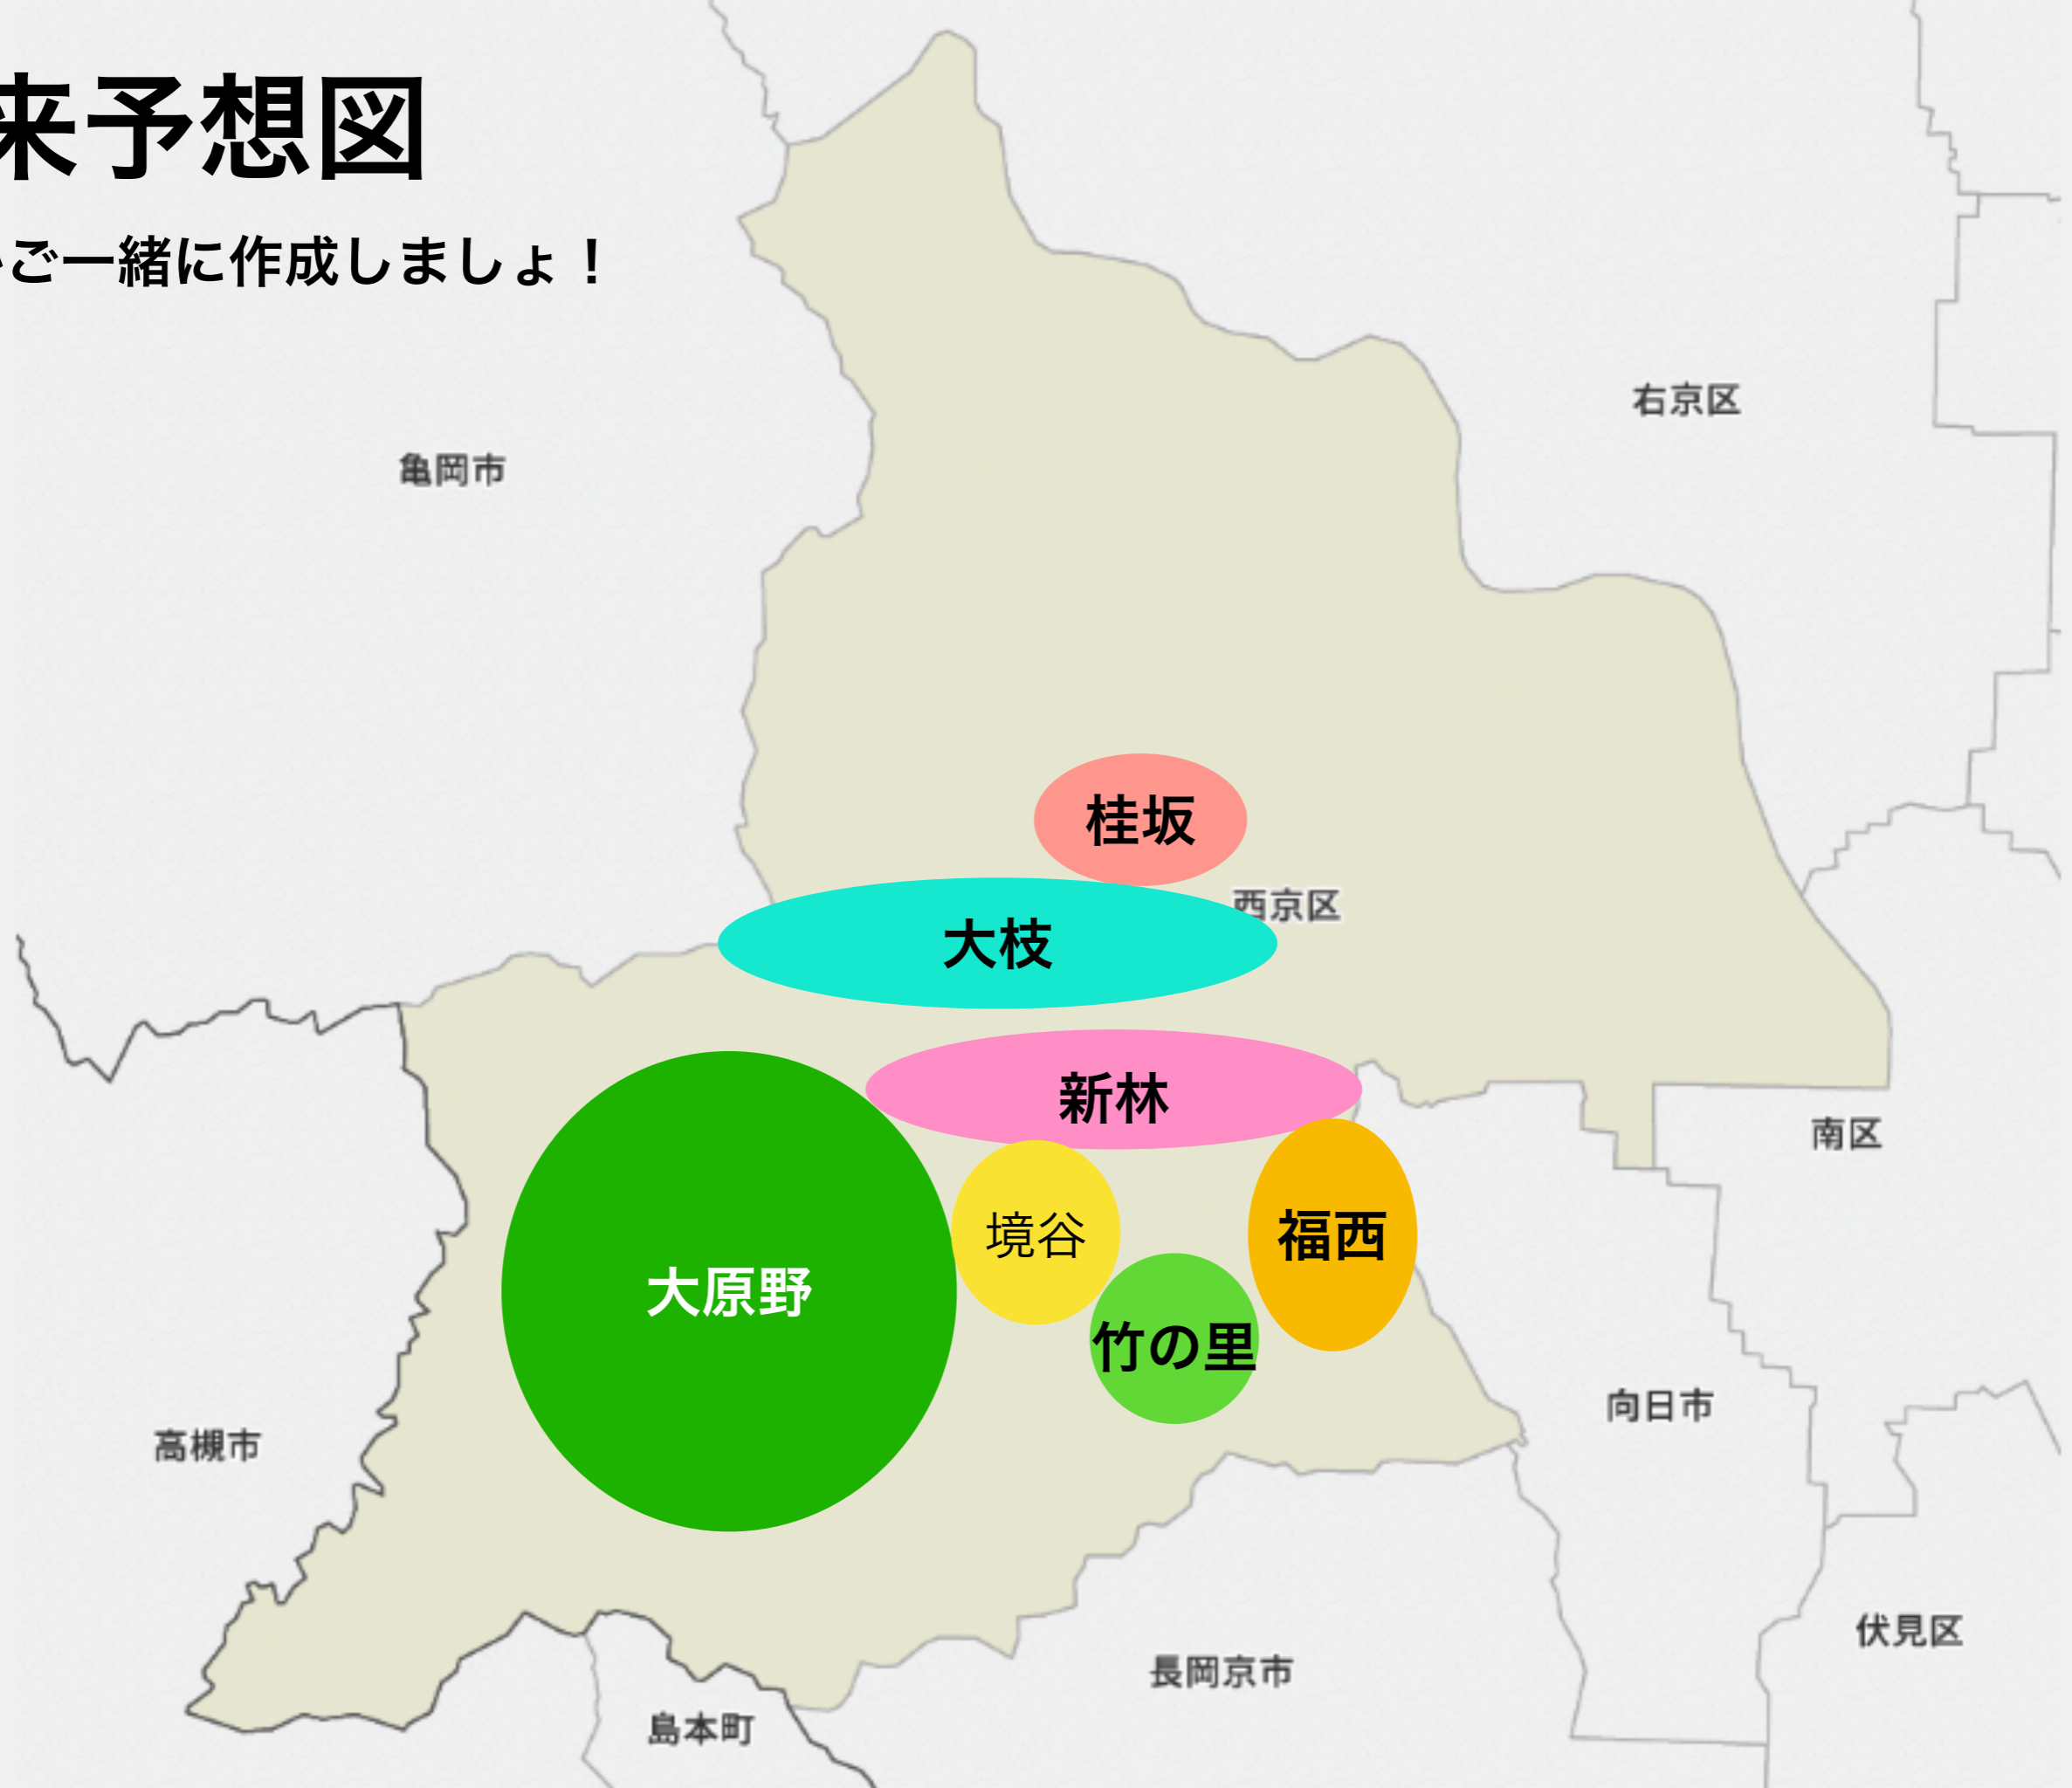 来予想図
ご一緒に作成しましょ！
右京区
亀岡市
桂坂
西京区
大枝
新林
南区
境谷
福西
大原野
竹の里
向日市
高槻市
伏見区
長岡京市
島本町